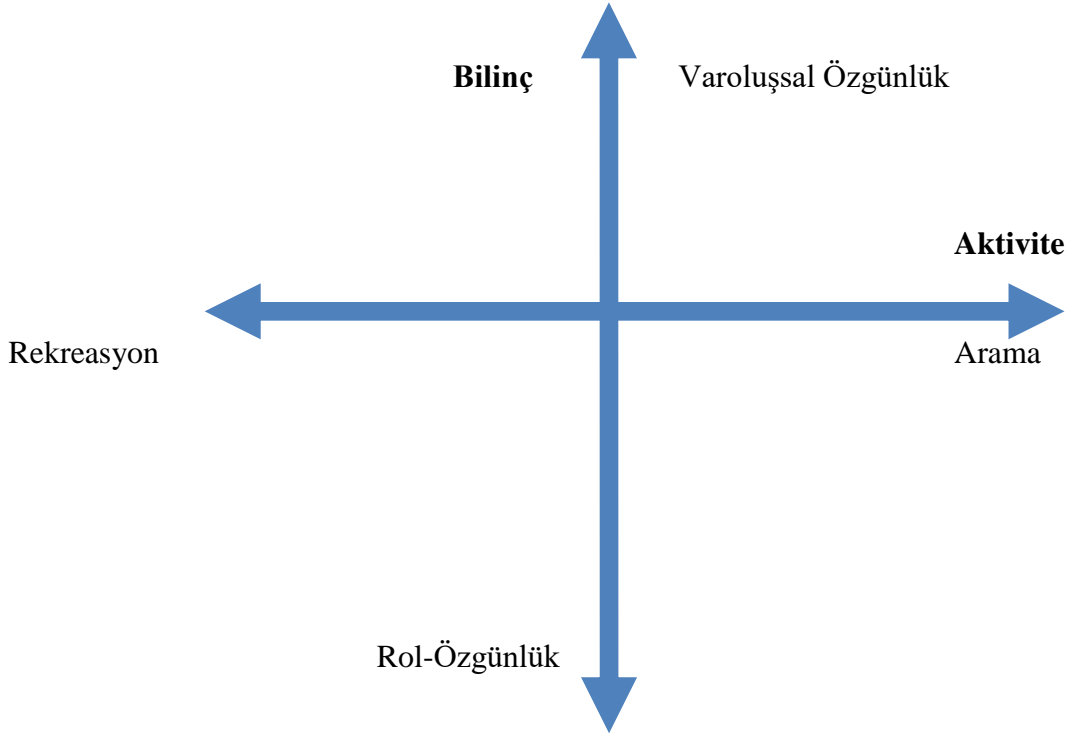 Bilinç
Varoluşsal Özgünlük
Aktivite
Rekreasyon
Arama
Rol-Özgünlük